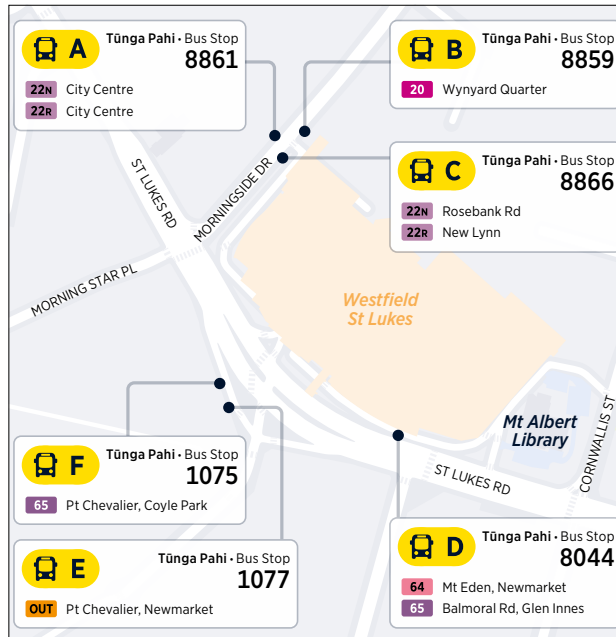 A Tūnga Pahi • Bus Stop
8861
22N City Centre
22R City Centre
B Tūnga Pahi • Bus Stop
8859
20 Wynyard Quarter
C Tūnga Pahi • Bus Stop
8866
22N Rosebank Rd
22R New Lynn
ST LUKES RD
MORNINGSIDE DR
MORNING STAR PL
Westfield
St Lukes
Mt Albert
Library
CORNWALLIS ST
ST LUKES RD
F Tūnga Pahi • Bus Stop
1075
65 Pt Chevalier, Coyle Park
E Tūnga Pahi • Bus Stop
1077
OUT Pt Chevalier, Newmarket
D Tūnga Pahi • Bus Stop
8044
64 Mt Eden, Newmarket
65 Balmoral Rd, Glen Innes